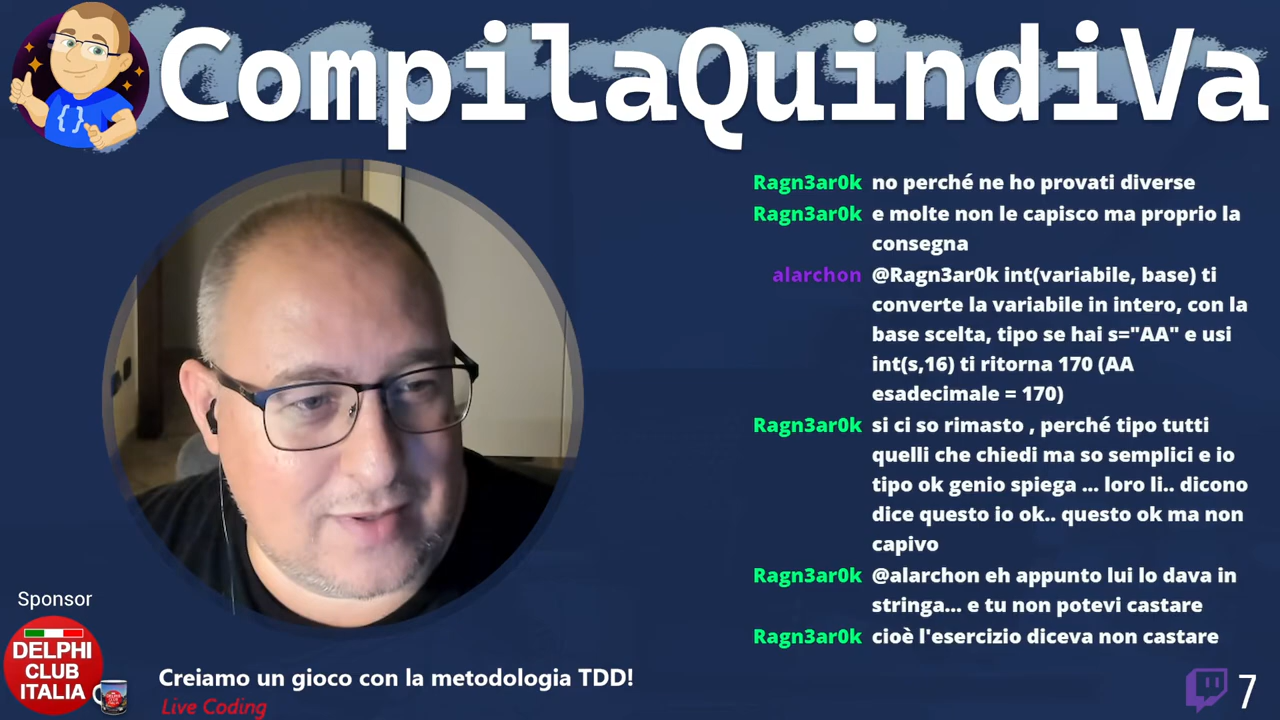 CompilaQuindiVa
{}
Ragn3ar0k no perché ne ho provati diverse
Ragn3ar0k e molte non le capisco ma proprio la
consegna
alarchon @Ragn3ar0k int(variabile, base) ti
converte la variabile in intero, con la
base scelta, tipo se hai s="AA" e usi
int(s,16) ti ritorna 170 (AA
esadecimale = 170)
Ragn3ar0k si ci so rimasto , perché tipo tutti
quelli che chiedi ma so semplici e io
tipo ok genio spiega ... loro li.. dicono
dice questo io ok.. questo ok ma non
capivo
Ragn3ar0k @alarchon eh appunto lui lo dava in
stringa... e tu non potevi castare
Ragn3ar0k cioè l'esercizio diceva non castare
Sponsor
DELPHI
CLUB
ITALIA
Creiamo un gioco con la metodologia TDD!
Live Coding
7